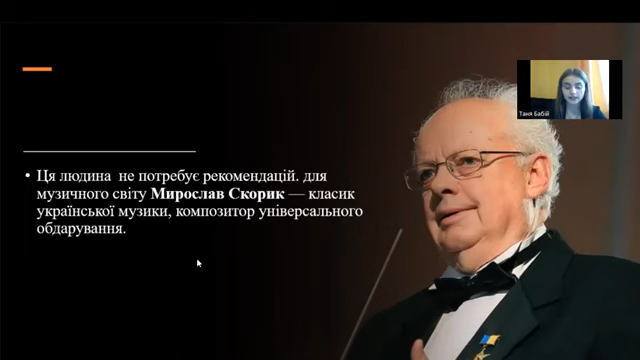 Таня Бабій
• Ця людина не потребує рекомендацій. для
музичного світу Мирослав Скорик — класик
української музики, композитор універсального
обдарування.